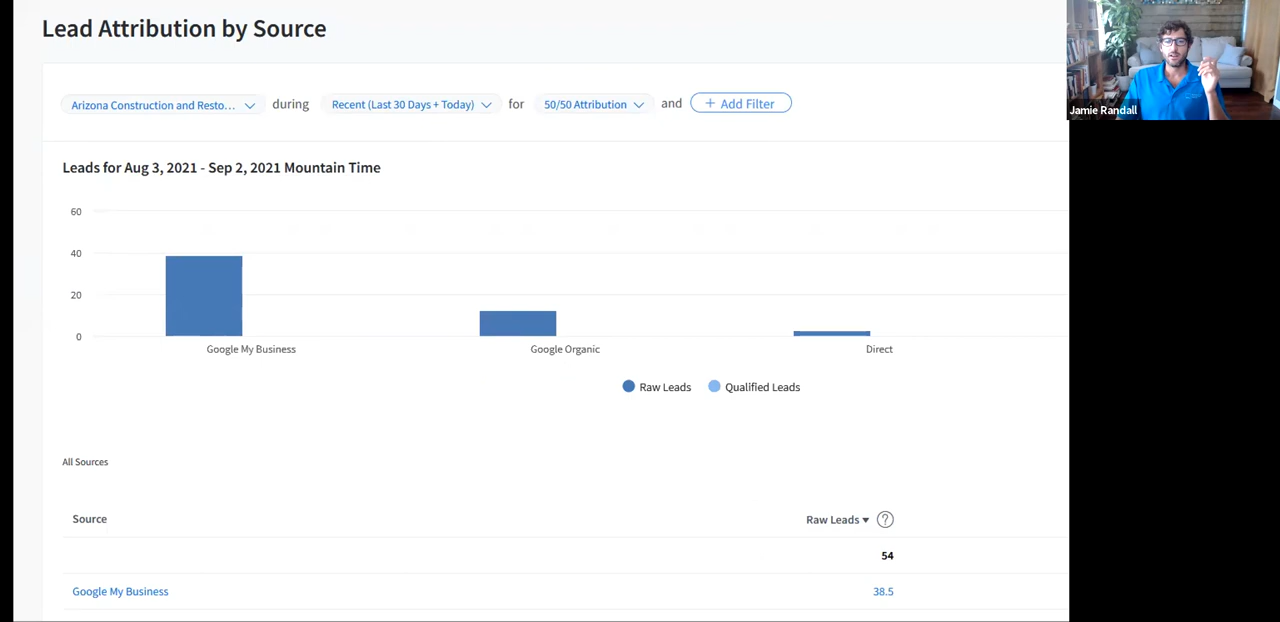 Lead Attribution by Source
Jamie Randall
Arizona Construction and Resto... during Recent (Last 30 Days + Today) for 50/50 Attribution and + Add Filter
Leads for Aug 3, 2021 - Sep 2, 2021 Mountain Time
60
40
20
0
Google My Business Google Organic Direct
Raw Leads Qualified Leads
All Sources
Source Raw Leads ?
54
Google My Business 38.5